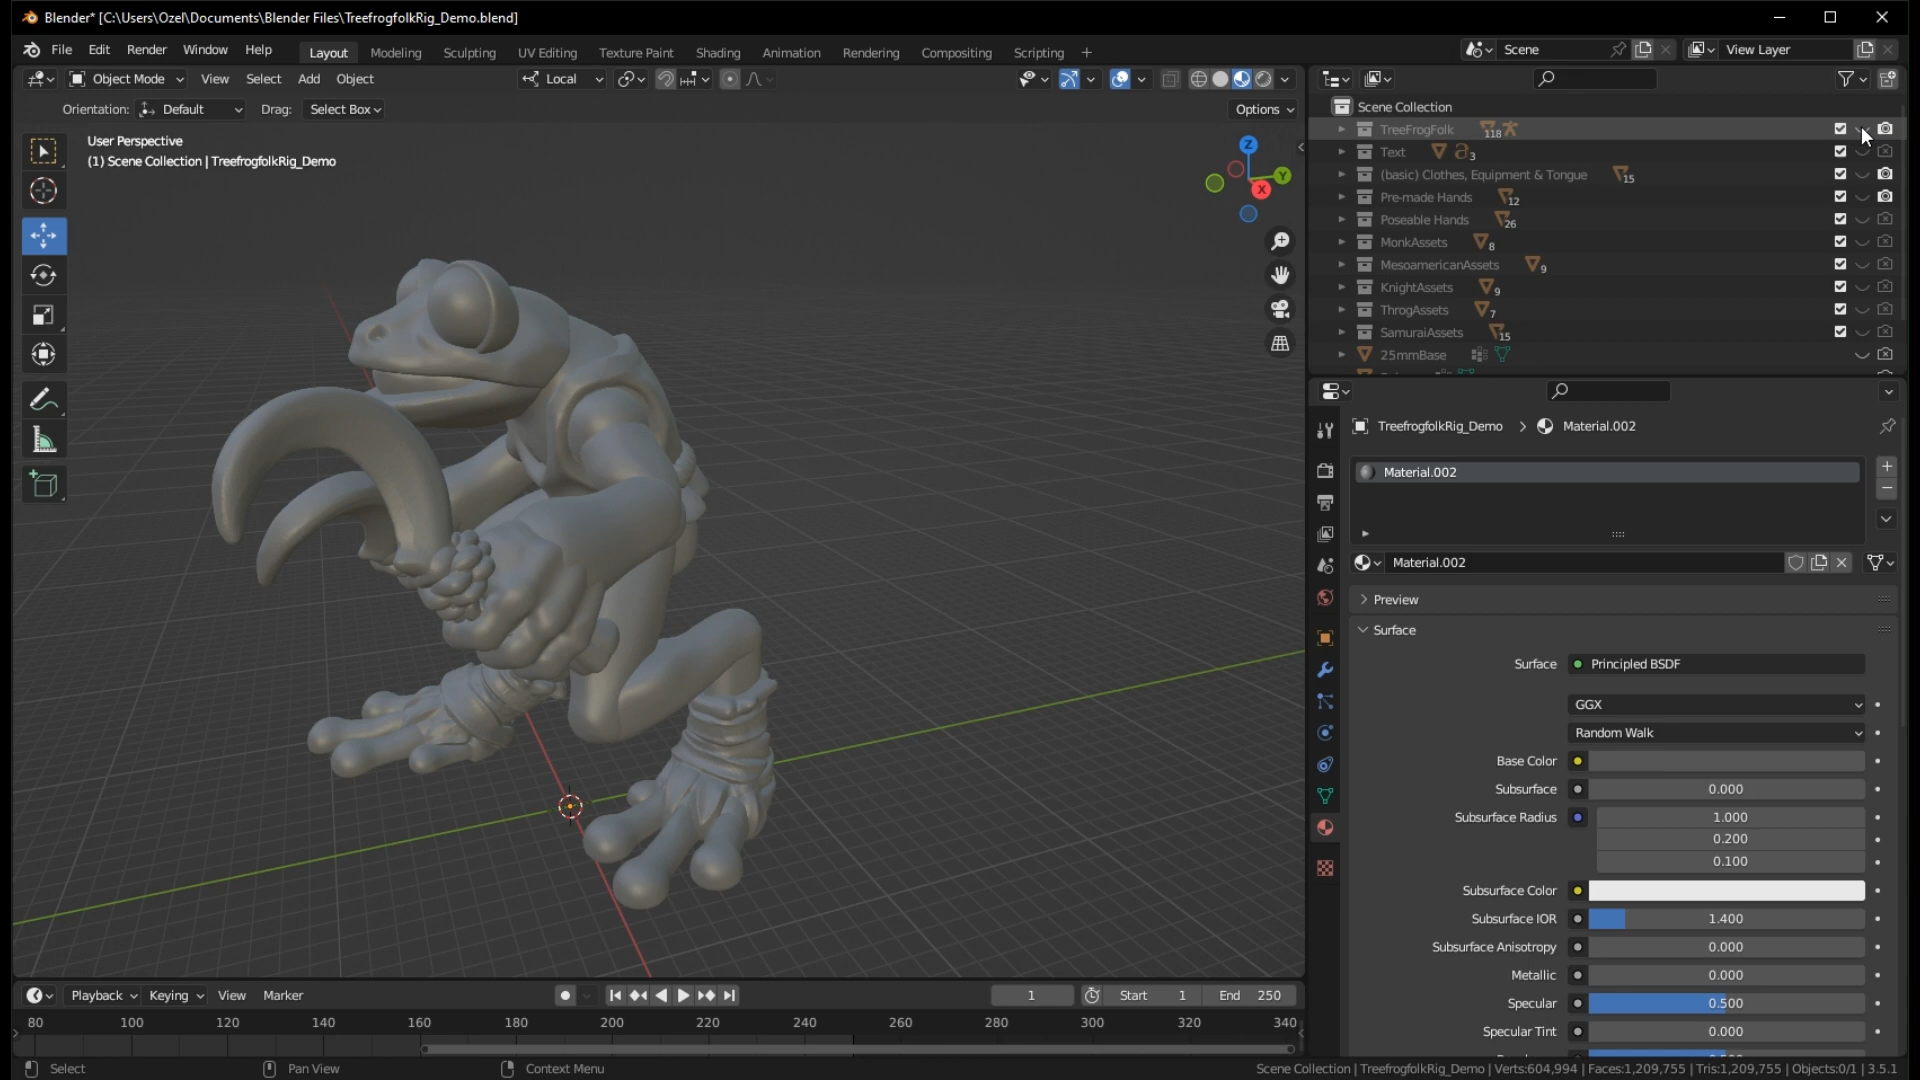 Blender* [C:\Users\Ozel\Documents\Blender Files\TreefrogfolkRig_Demo.blend]
File Edit Render Window Help Layout Modeling Sculpting UV Editing Texture Paint Shading Animation Rendering Compositing Scripting + Scene View Layer
Object Mode View Select Add Object Local
Orientation: Default Drag: Select Box Options
User Perspective
(1) Scene Collection | TreefrogfolkRig_Demo
Z
Y
X
Scene Collection
TreeFrogFolk 118
Text 3
(basic) Clothes, Equipment & Tongue 15
Pre-made Hands 12
Poseable Hands 26
MonkAssets 8
MesoamericanAssets 9
KnightAssets 9
ThrogAssets 7
SamuraiAssets 15
25mmBase
TreefrogfolkRig_Demo > Material.002
Material.002
Material.002
Preview
Surface
Surface Principled BSDF
GGX
Random Walk
Base Color
Subsurface 0.000
Subsurface Radius 1.000
0.200
0.100
Subsurface Color
Subsurface IOR 1.400
Subsurface Anisotropy 0.000
Metallic 0.000
Specular 0.500
Specular Tint 0.000
Playback Keying View Marker 1 Start 1 End 250
80 100 120 140 160 180 200 220 240 260 280 300 320 340
Select Pan View Context Menu Scene Collection | TreefrogfolkRig_Demo | Verts:604,994 | Faces:1,209,755 | Tris:1,209,755 | Objects:0/1 | 3.5.1